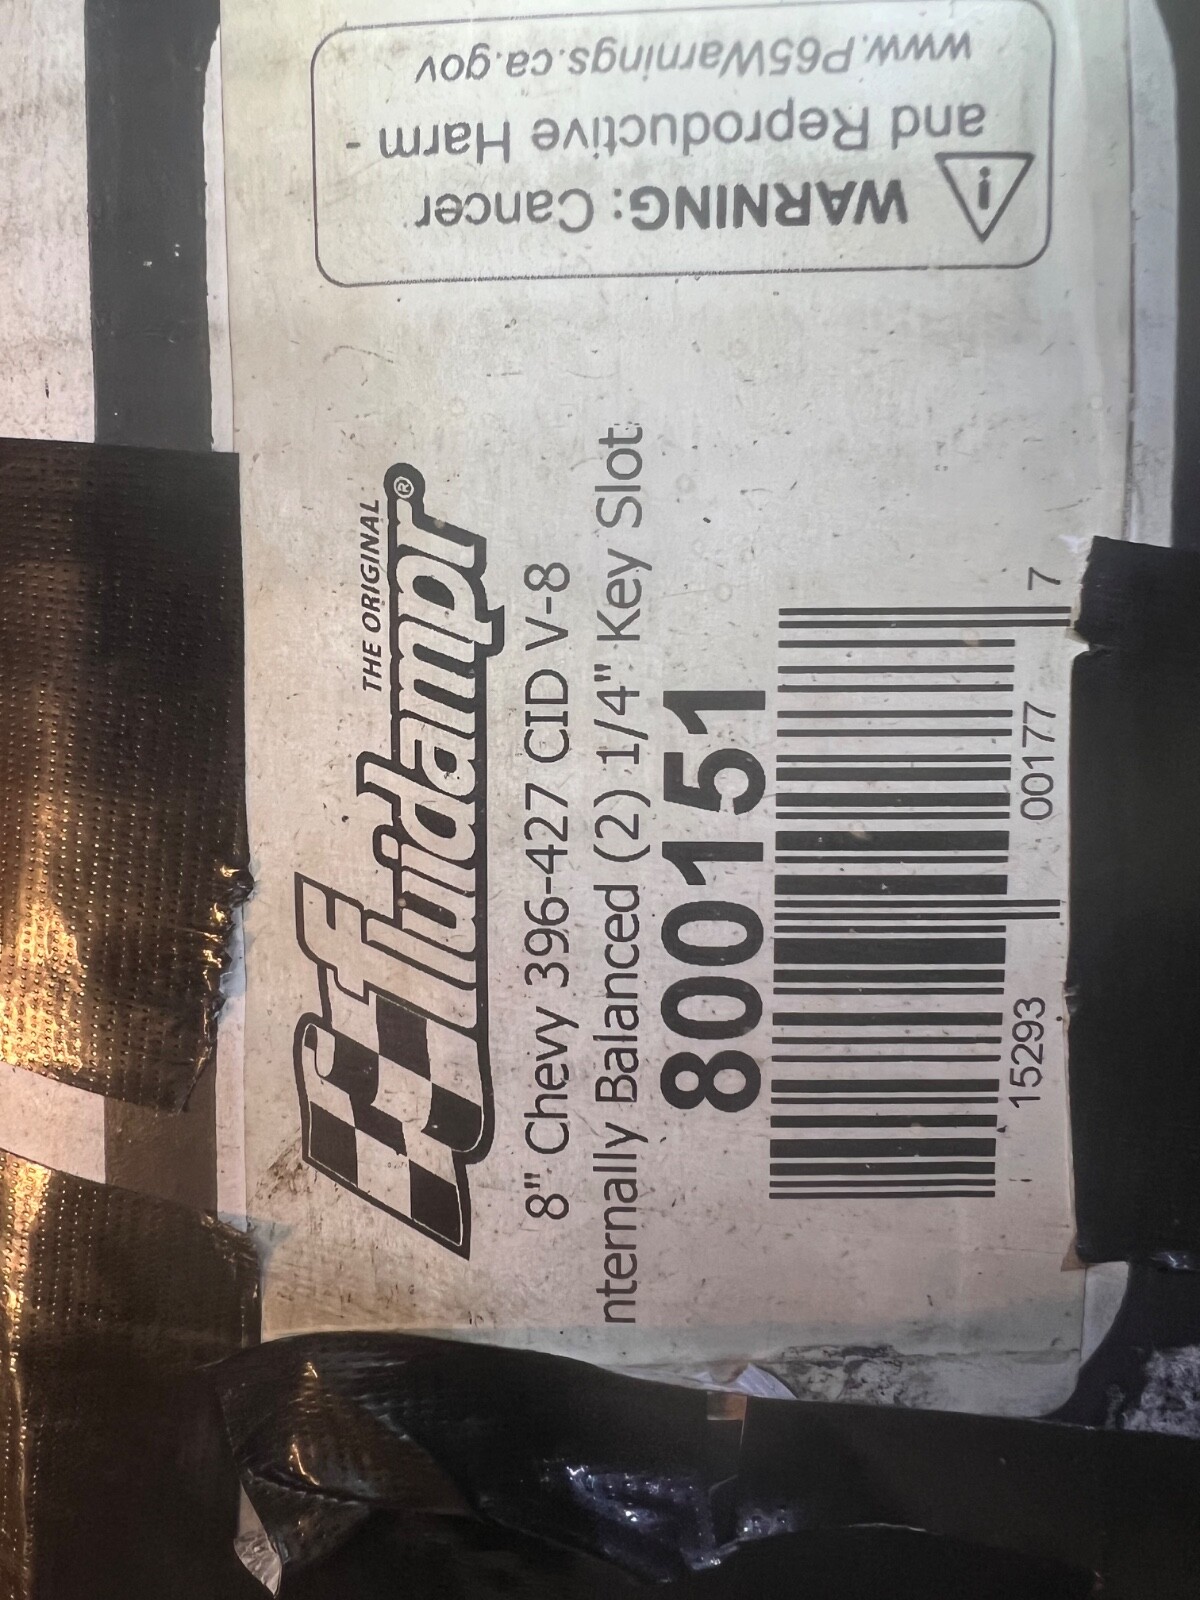 THE ORIGINAL
fluidampr®
8" Chevy 396-427 CID V-8
nternally Balanced (2) 1/4" Key Slot
800151
15293 00177 7
WARNING: Cancer
and Reproductive Harm -
www.P65Warnings.ca.gov